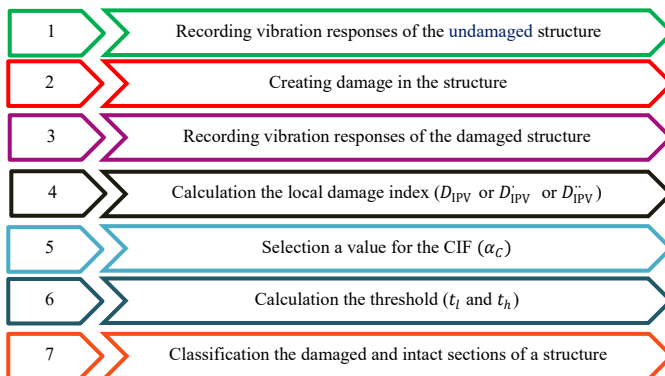 1 Recording vibration responses of the undamaged structure
2 Creating damage in the structure
3 Recording vibration responses of the damaged structure
4 Calculation the local damage index (D_IPV or Ḋ_IPV or D̈_IPV)
5 Selection a value for the CIF (α_C)
6 Calculation the threshold (t_l and t_h)
7 Classification the damaged and intact sections of a structure